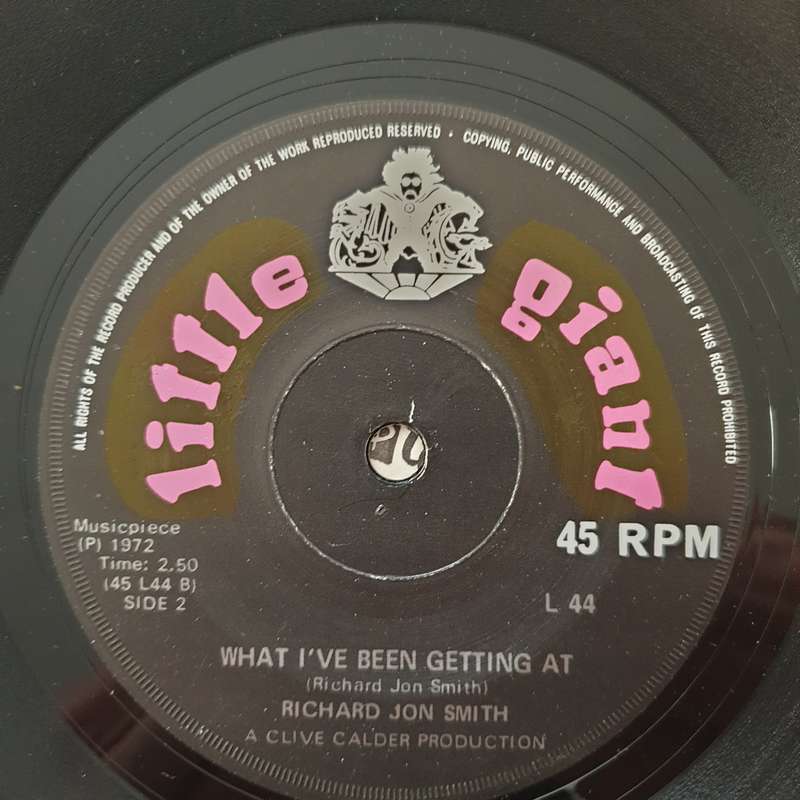 ALL RIGHTS OF THE RECORD PRODUCER AND OF THE OWNER OF THE WORK REPRODUCED RESERVED · COPYING, PUBLIC PERFORMANCE AND BROADCASTING OF THIS RECORD PROHIBITED
little giant
Musicpiece
(P) 1972
Time: 2.50
(45 L44 B)
SIDE 2
45 RPM
L 44
WHAT I'VE BEEN GETTING AT
(Richard Jon Smith)
RICHARD JON SMITH
A CLIVE CALDER PRODUCTION